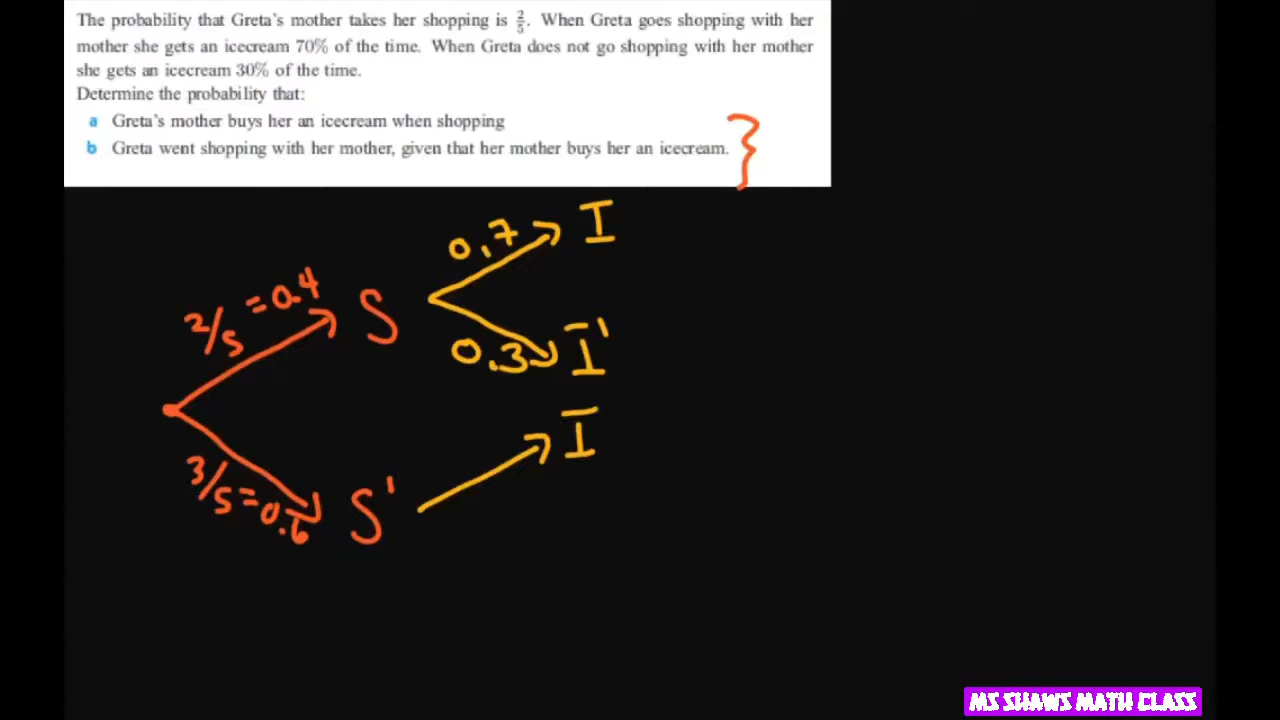 The probability that Greta's mother takes her shopping is 2/5. When Greta goes shopping with her
mother she gets an icecream 70% of the time. When Greta does not go shopping with her mother
she gets an icecream 30% of the time.
Determine the probability that:
a Greta's mother buys her an icecream when shopping
b Greta went shopping with her mother, given that her mother buys her an icecream.
0.7 I
2/5 = 0.4 S
0.3 I'
I
3/5 = 0.6 S'
MS SHAWS MATH CLASS